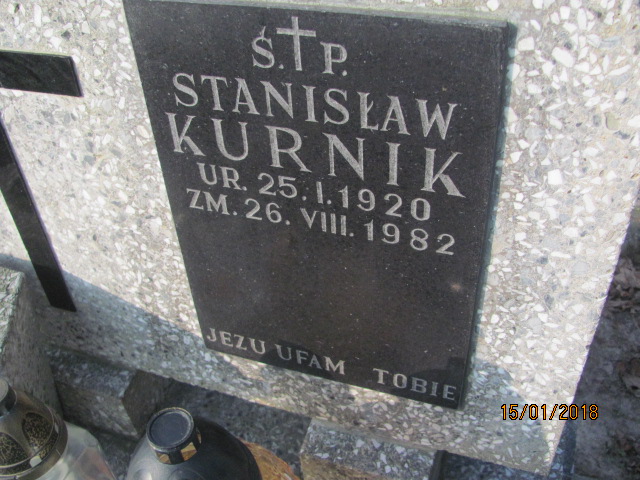 Ś.P.
STANISŁAW
KURNIK
UR. 25.I.1920
ZM. 26.VIII.1982
JEZU UFAM TOBIE
15/01/2018